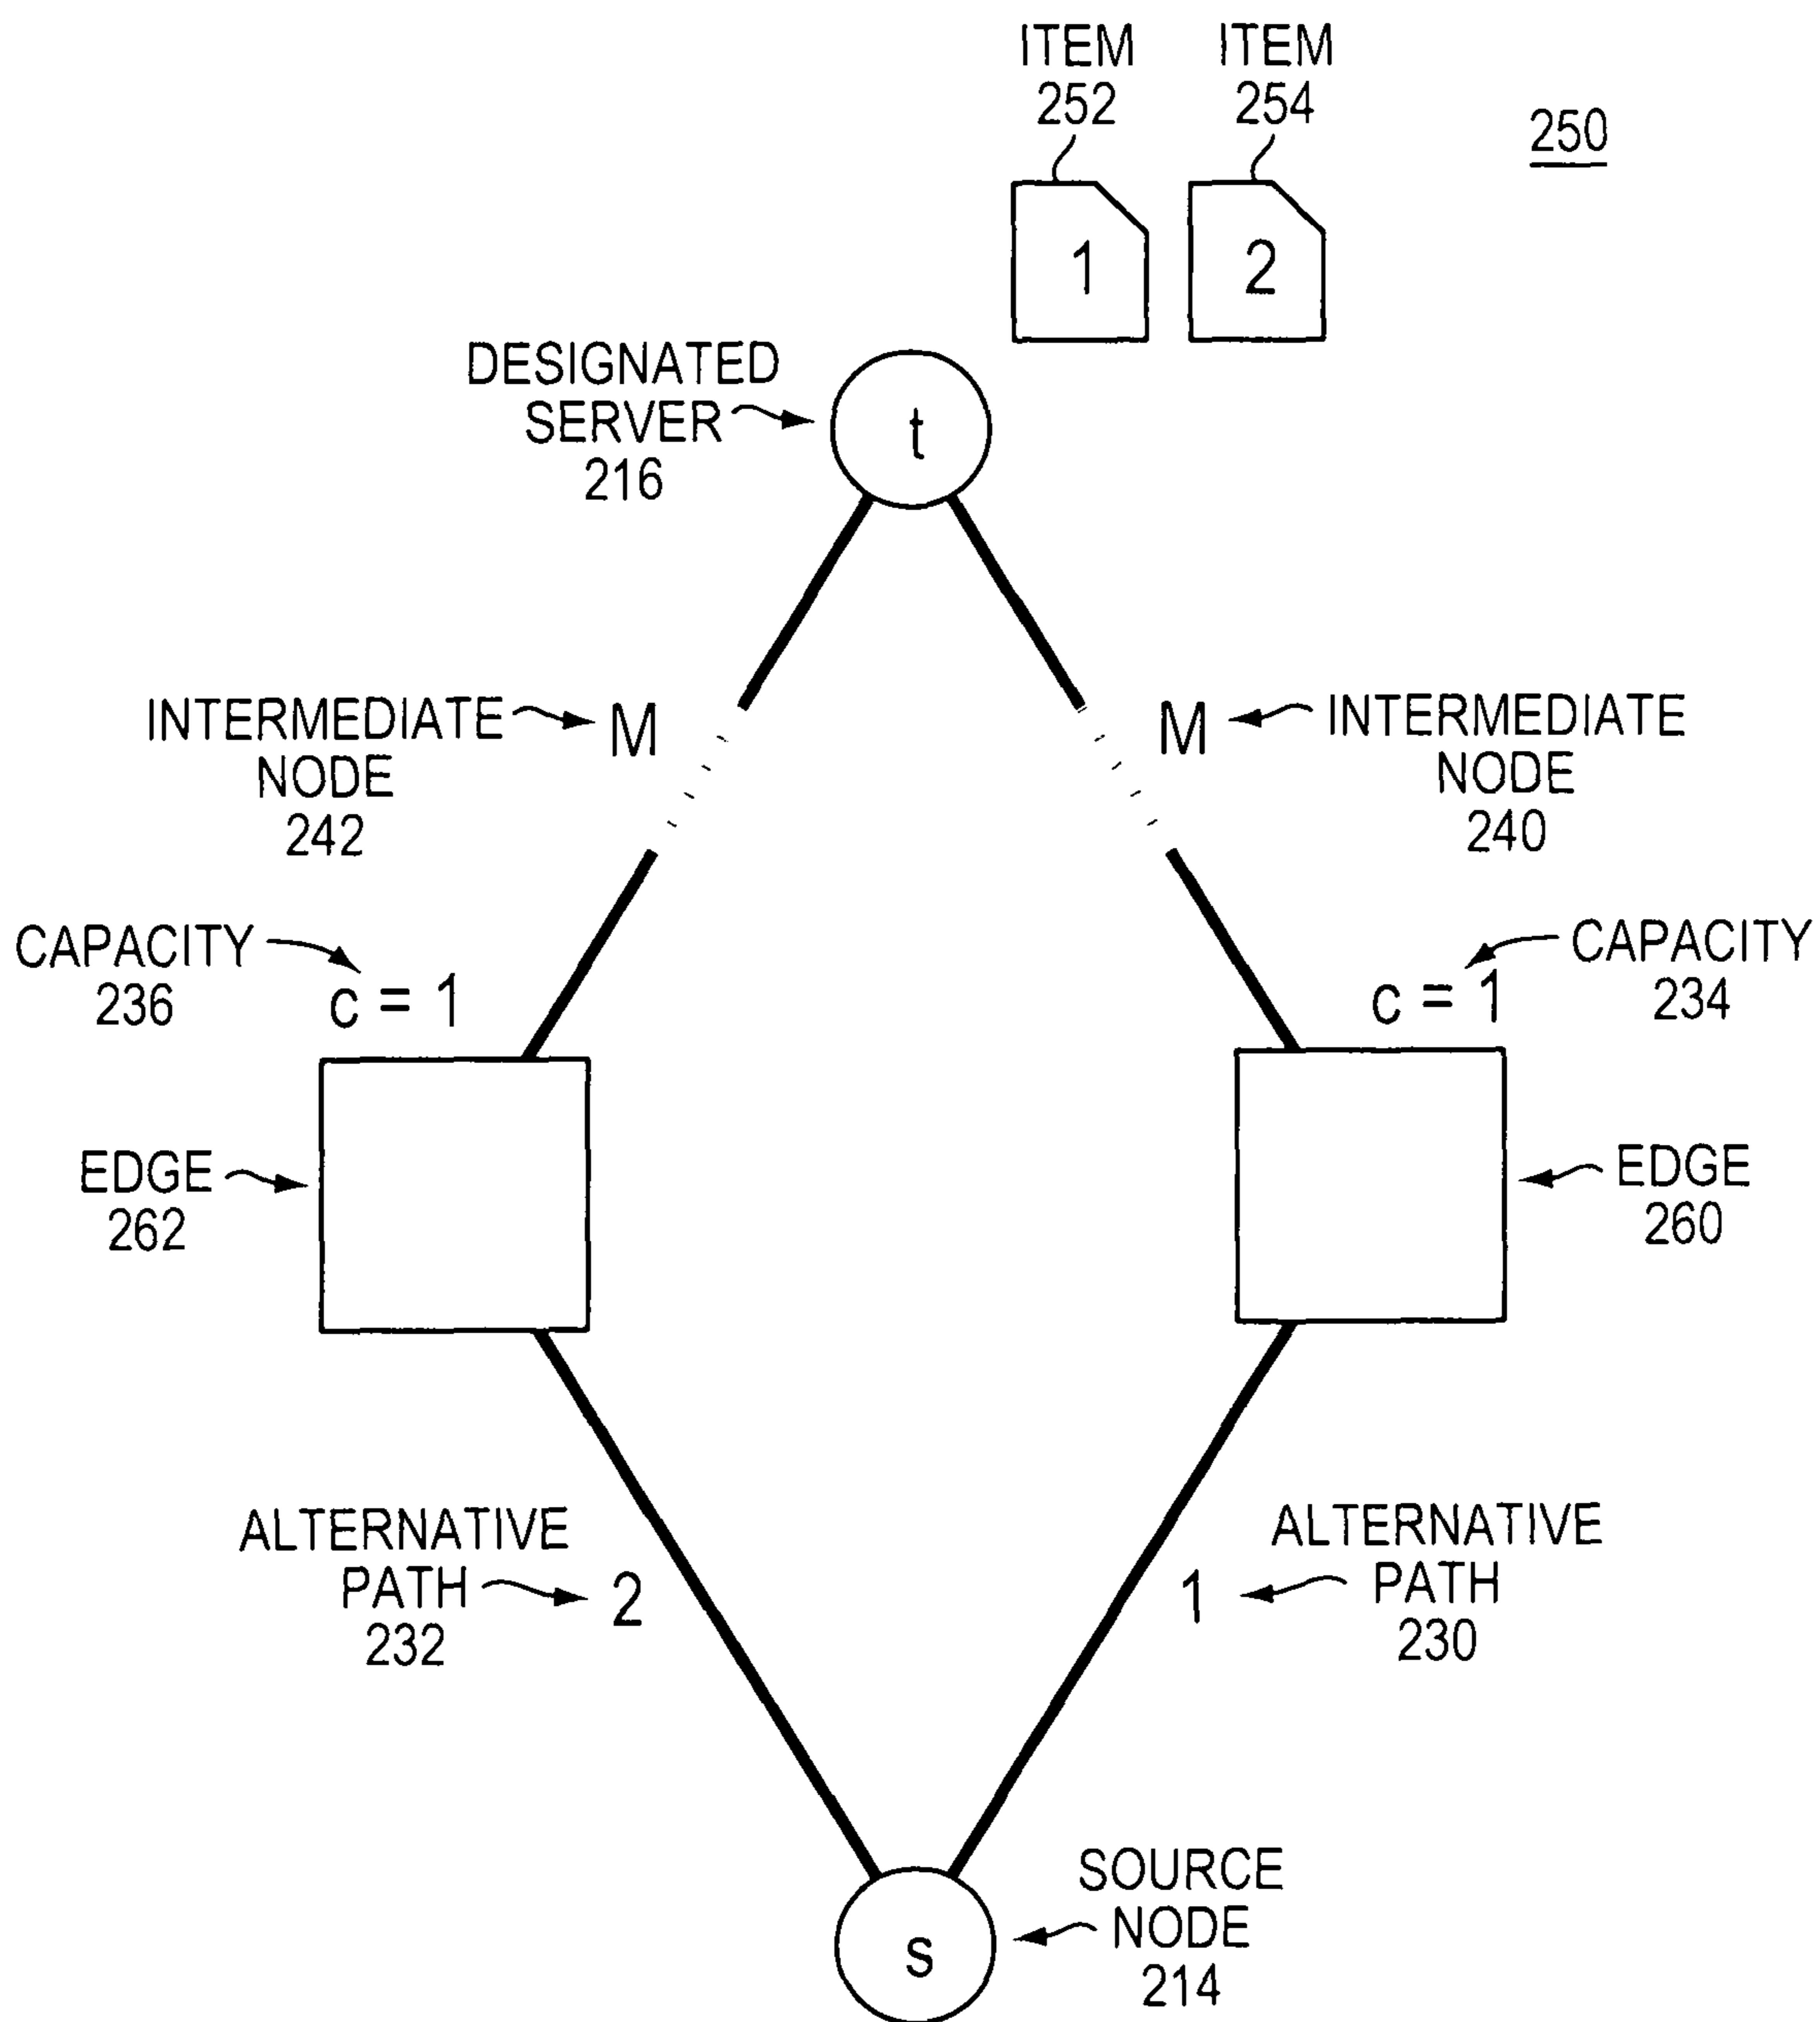 ITEM
252
ITEM
254
250
1
2
DESIGNATED
SERVER
216
t
INTERMEDIATE
NODE
242
M
M
INTERMEDIATE
NODE
240
CAPACITY
236
c = 1
c = 1
CAPACITY
234
EDGE
262
EDGE
260
ALTERNATIVE
PATH
232
2
1
ALTERNATIVE
PATH
230
SOURCE
NODE
214
s